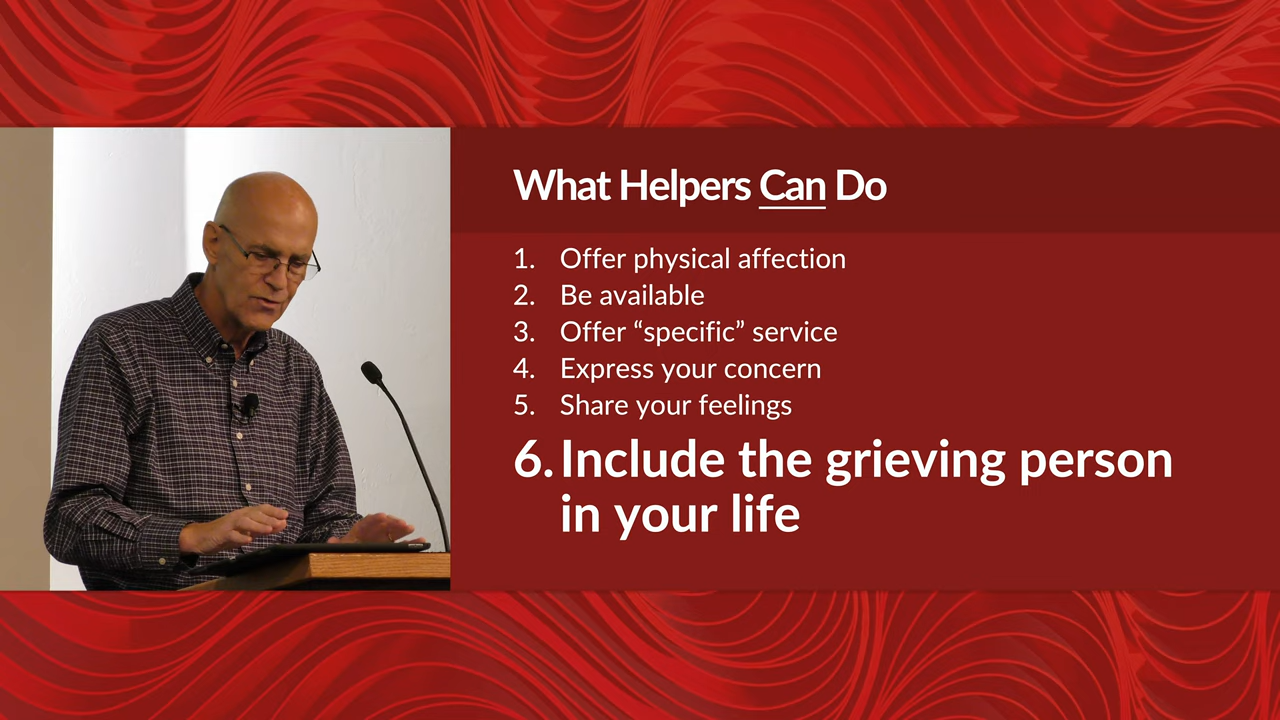 What Helpers Can Do
1. Offer physical affection
2. Be available
3. Offer “specific” service
4. Express your concern
5. Share your feelings
6. Include the grieving person
in your life